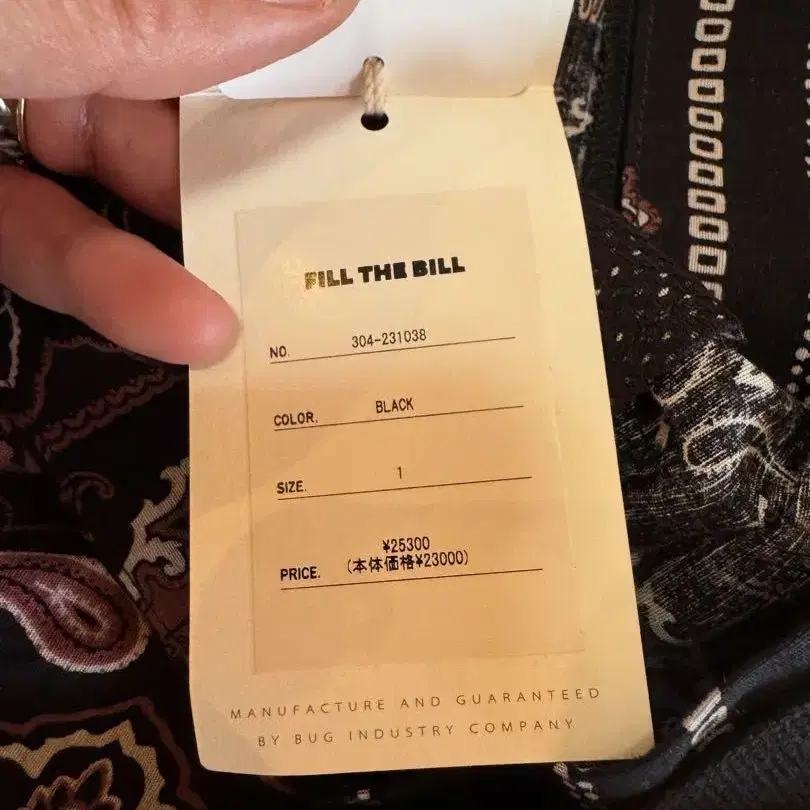 FILL THE BILL
NO. 304-231038
COLOR. BLACK
SIZE. 1
¥25300
PRICE. (本体価格¥23000)
MANUFACTURE AND GUARANTEED
BY BUG INDUSTRY COMPANY